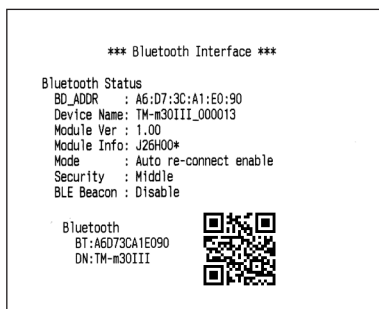 *** Bluetooth Interface ***
Bluetooth Status
BD_ADDR : A6:D7:3C:A1:E0:90
Device Name: TM-m30III_000013
Module Ver : 1.00
Module Info: J26H00*
Mode : Auto re-connect enable
Security : Middle
BLE Beacon : Disable
Bluetooth
BT:A6D73CA1E090
DN:TM-m30III